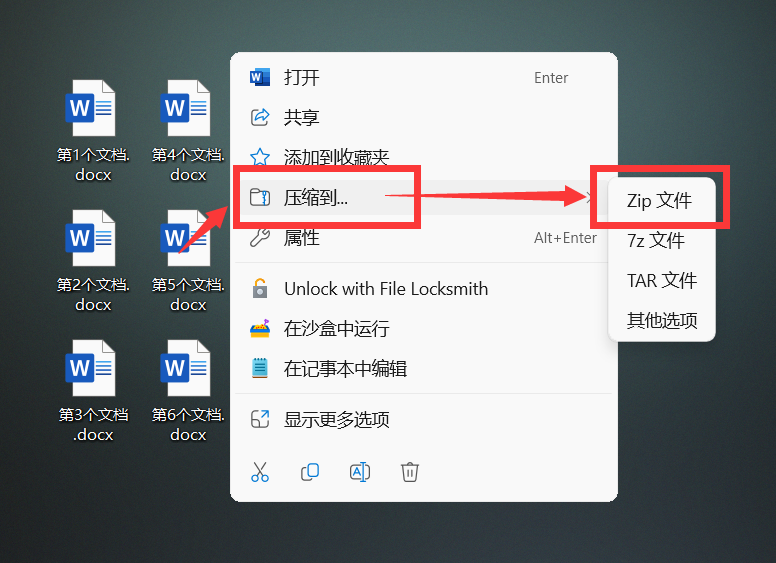 第1个文档.
docx
第4个文档.
docx
第2个文档.
docx
第5个文档.
docx
第3个文档
.docx
第6个文档.
docx
打开 Enter
共享
添加到收藏夹
压缩到...
属性 Alt+Enter
Unlock with File Locksmith
在沙盒中运行
在记事本中编辑
显示更多选项
Zip 文件
7z 文件
TAR 文件
其他选项